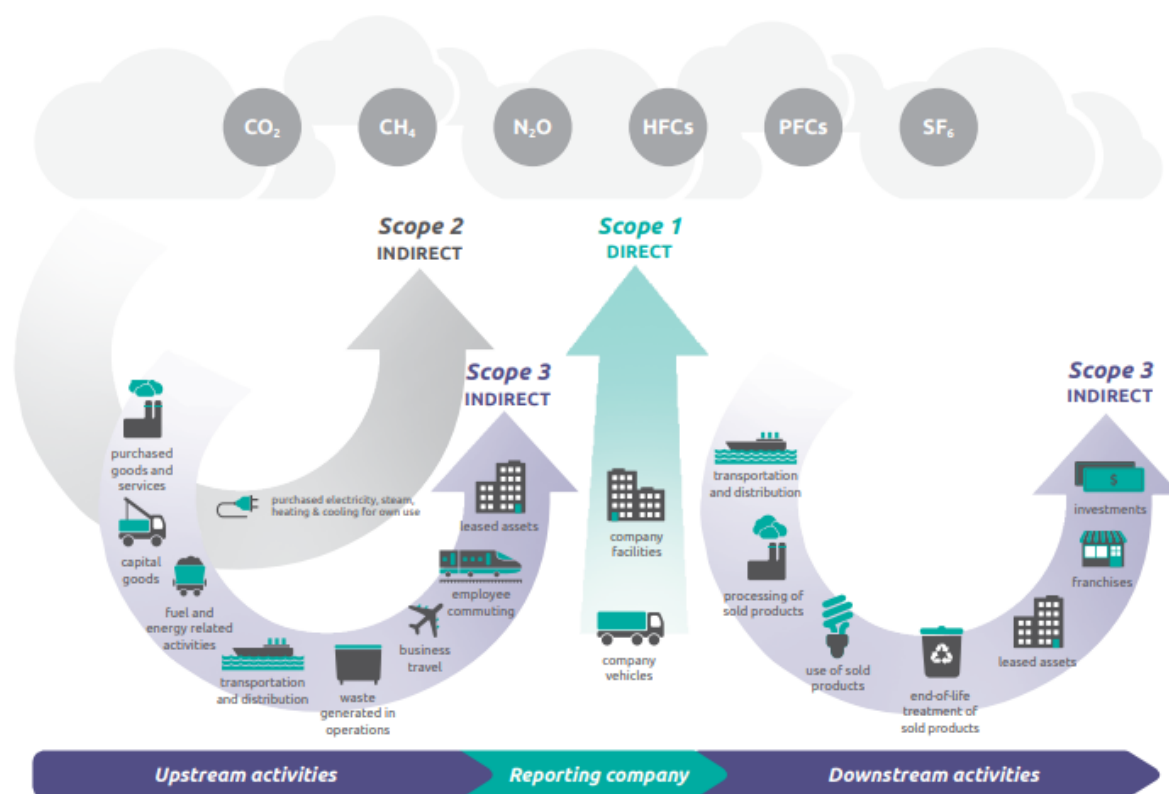 CO₂
CH₄
N₂O
HFCs
PFCs
SF₆
Scope 2
INDIRECT
Scope 1
DIRECT
Scope 3
INDIRECT
Scope 3
INDIRECT
purchased
goods and
services
capital
goods
fuel and
energy related
activities
purchased electricity, steam,
heating & cooling for own use
transportation
and distribution
waste
generated in
operations
business
travel
employee
commuting
leased assets
company
facilities
company
vehicles
transportation
and distribution
processing of
sold products
use of sold
products
end-of-life
treatment of
sold products
leased assets
franchises
$
investments
Upstream activities
Reporting company
Downstream activities